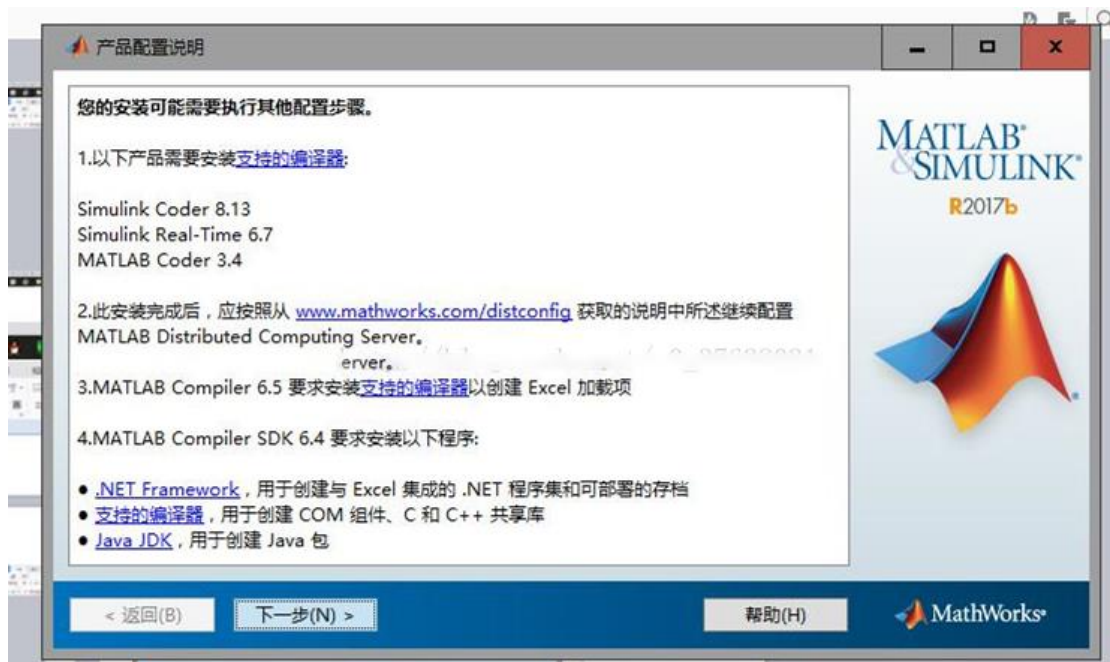 产品配置说明
您的安装可能需要执行其他配置步骤。
1.以下产品需要安装支持的编译器:
Simulink Coder 8.13
Simulink Real-Time 6.7
MATLAB Coder 3.4
2.此安装完成后，应按照从 www.mathworks.com/distconfig 获取的说明中所述继续配置
MATLAB Distributed Computing Server。
erver。
3.MATLAB Compiler 6.5 要求安装支持的编译器以创建 Excel 加载项
4.MATLAB Compiler SDK 6.4 要求安装以下程序:
● .NET Framework，用于创建与 Excel 集成的 .NET 程序集和可部署的存档
● 支持的编译器，用于创建 COM 组件、C 和 C++ 共享库
● Java JDK，用于创建 Java 包
MATLAB®
&SIMULINK®
R2017b
< 返回(B)
下一步(N) >
帮助(H)
MathWorks®